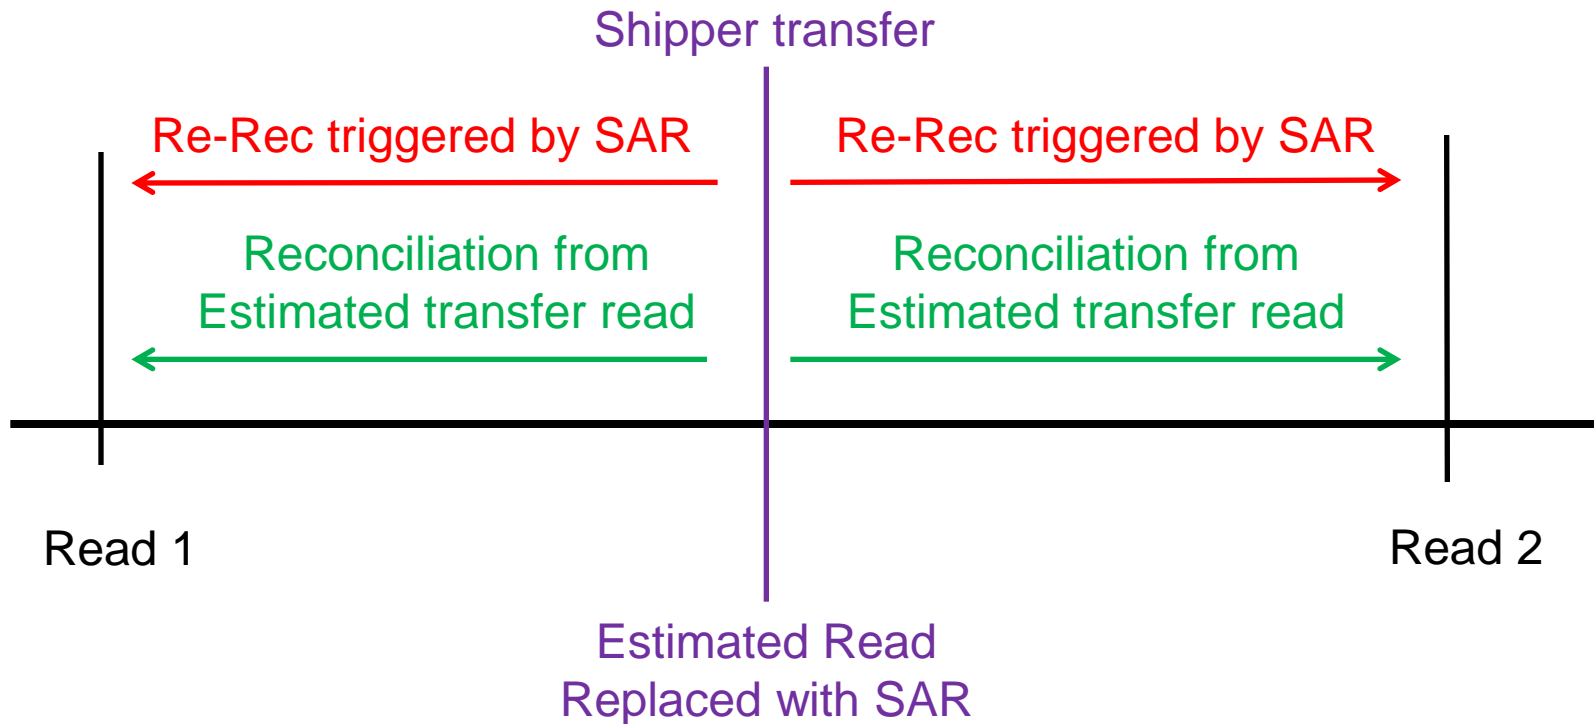 Shipper transfer
Re-Rec triggered by SAR
Re-Rec triggered by SAR
Reconciliation from
Estimated transfer read
Reconciliation from
Estimated transfer read
Read 1
Read 2
Estimated Read
Replaced with SAR